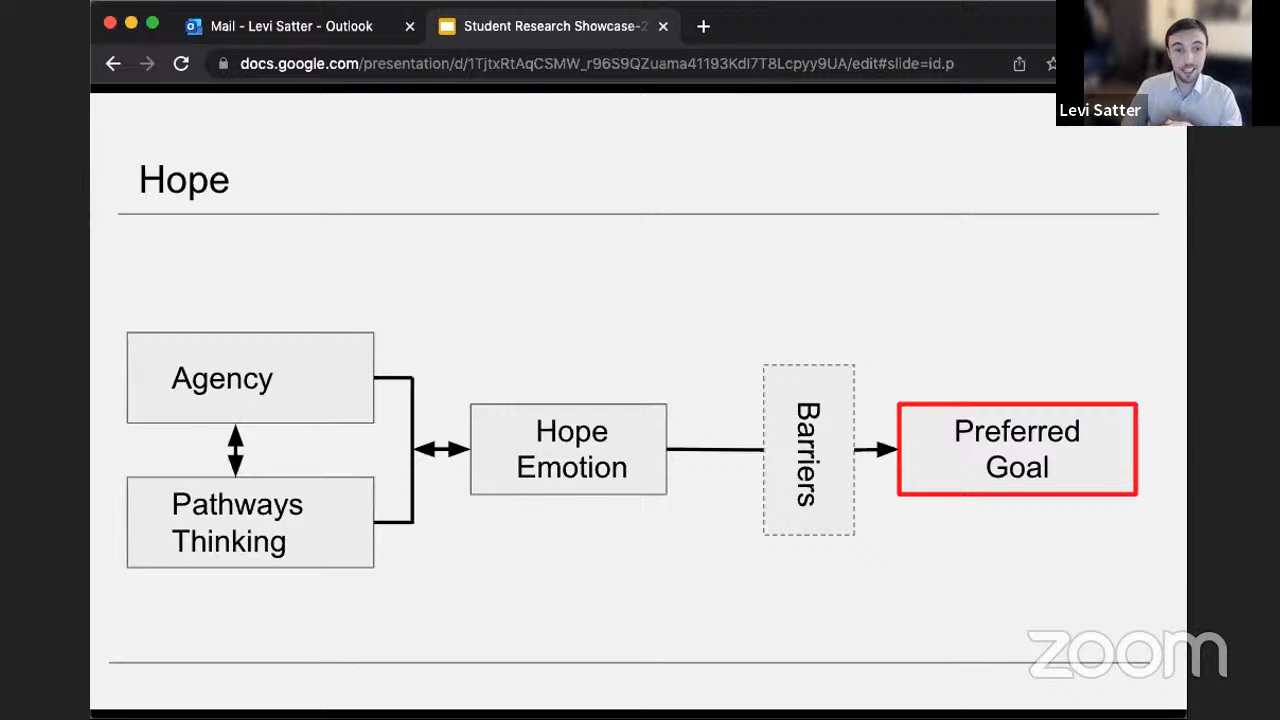 Mail - Levi Satter - Outlook
Student Research Showcase-2
docs.google.com/presentation/d/1TjtxRtAqCSMW_r96S9QZuama41193KdI7T8Lcpyy9UA/edit#slide=id.p
Levi Satter
Hope
Agency
Pathways
Thinking
Hope
Emotion
Barriers
Preferred
Goal
zoom